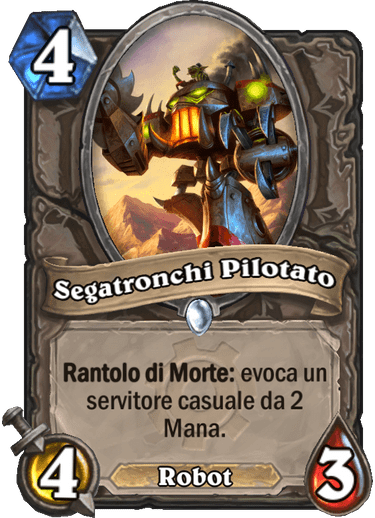 4
Segatronchi Pilotato
Rantolo di Morte: evoca un
servitore casuale da 2
Mana.
4
Robot
3